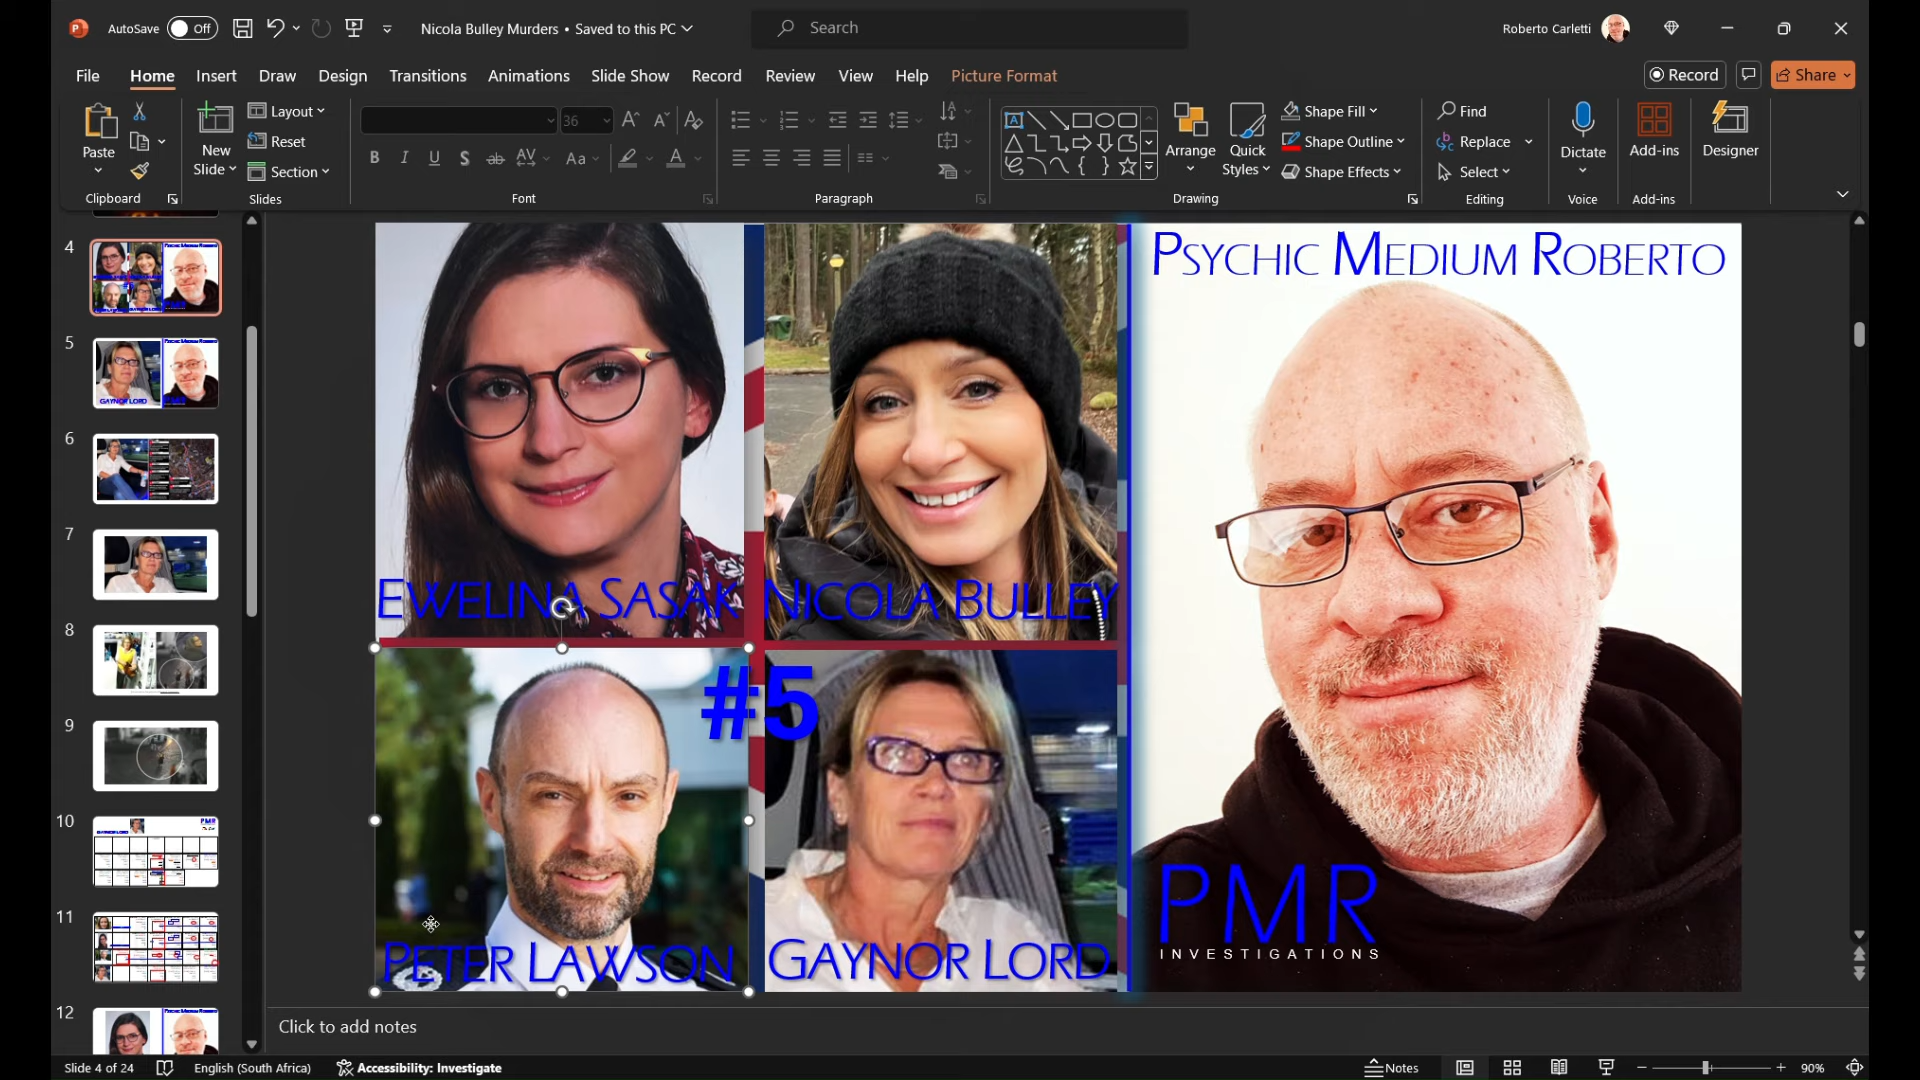 AutoSave Off
Nicola Bulley Murders • Saved to this PC
Search
Roberto Carletti
File Home Insert Draw Design Transitions Animations Slide Show Record Review View Help Picture Format
Record Share
Paste
New Slide
Layout
Reset
Section
36
Arrange
Quick Styles
Shape Fill
Shape Outline
Shape Effects
Find
Replace
Select
Dictate
Add-ins
Designer
Clipboard Slides Font Paragraph Drawing Editing Voice Add-ins
4
5
6
7
8
9
10
11
12
PSYCHIC MEDIUM ROBERTO
EWELINA SASAK
NICOLA BULLEY
#5
PETER LAWSON
GAYNOR LORD
PMR
INVESTIGATIONS
Click to add notes
Slide 4 of 24 English (South Africa) Accessibility: Investigate Notes 90%